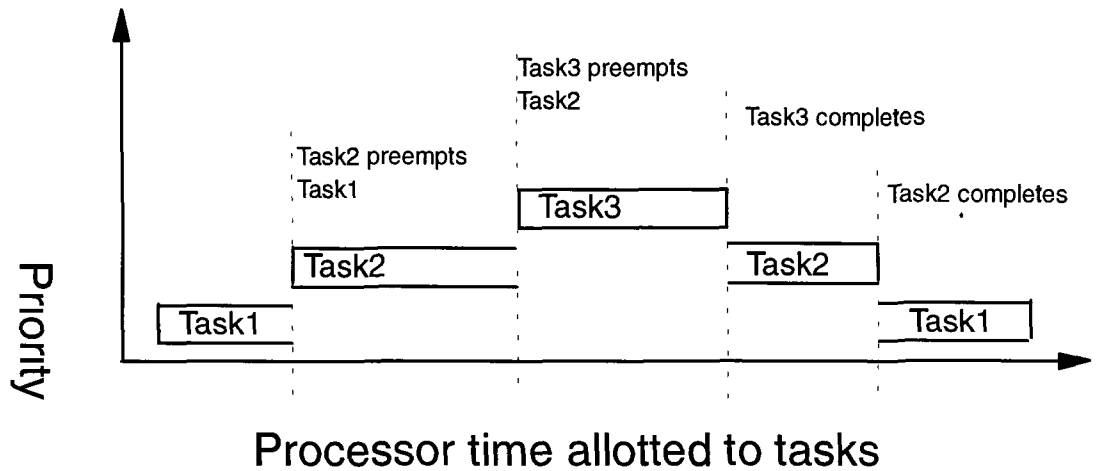 Task3 preempts
Task2
Task3 completes
Task2 preempts
Task1
Task2 completes
Task3
Task2
Task2
Task1
Task1
Priority
Processor time allotted to tasks